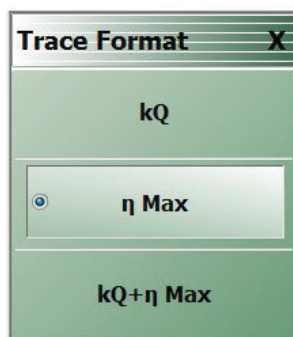 Trace Format X
kQ
η Max
kQ+η Max